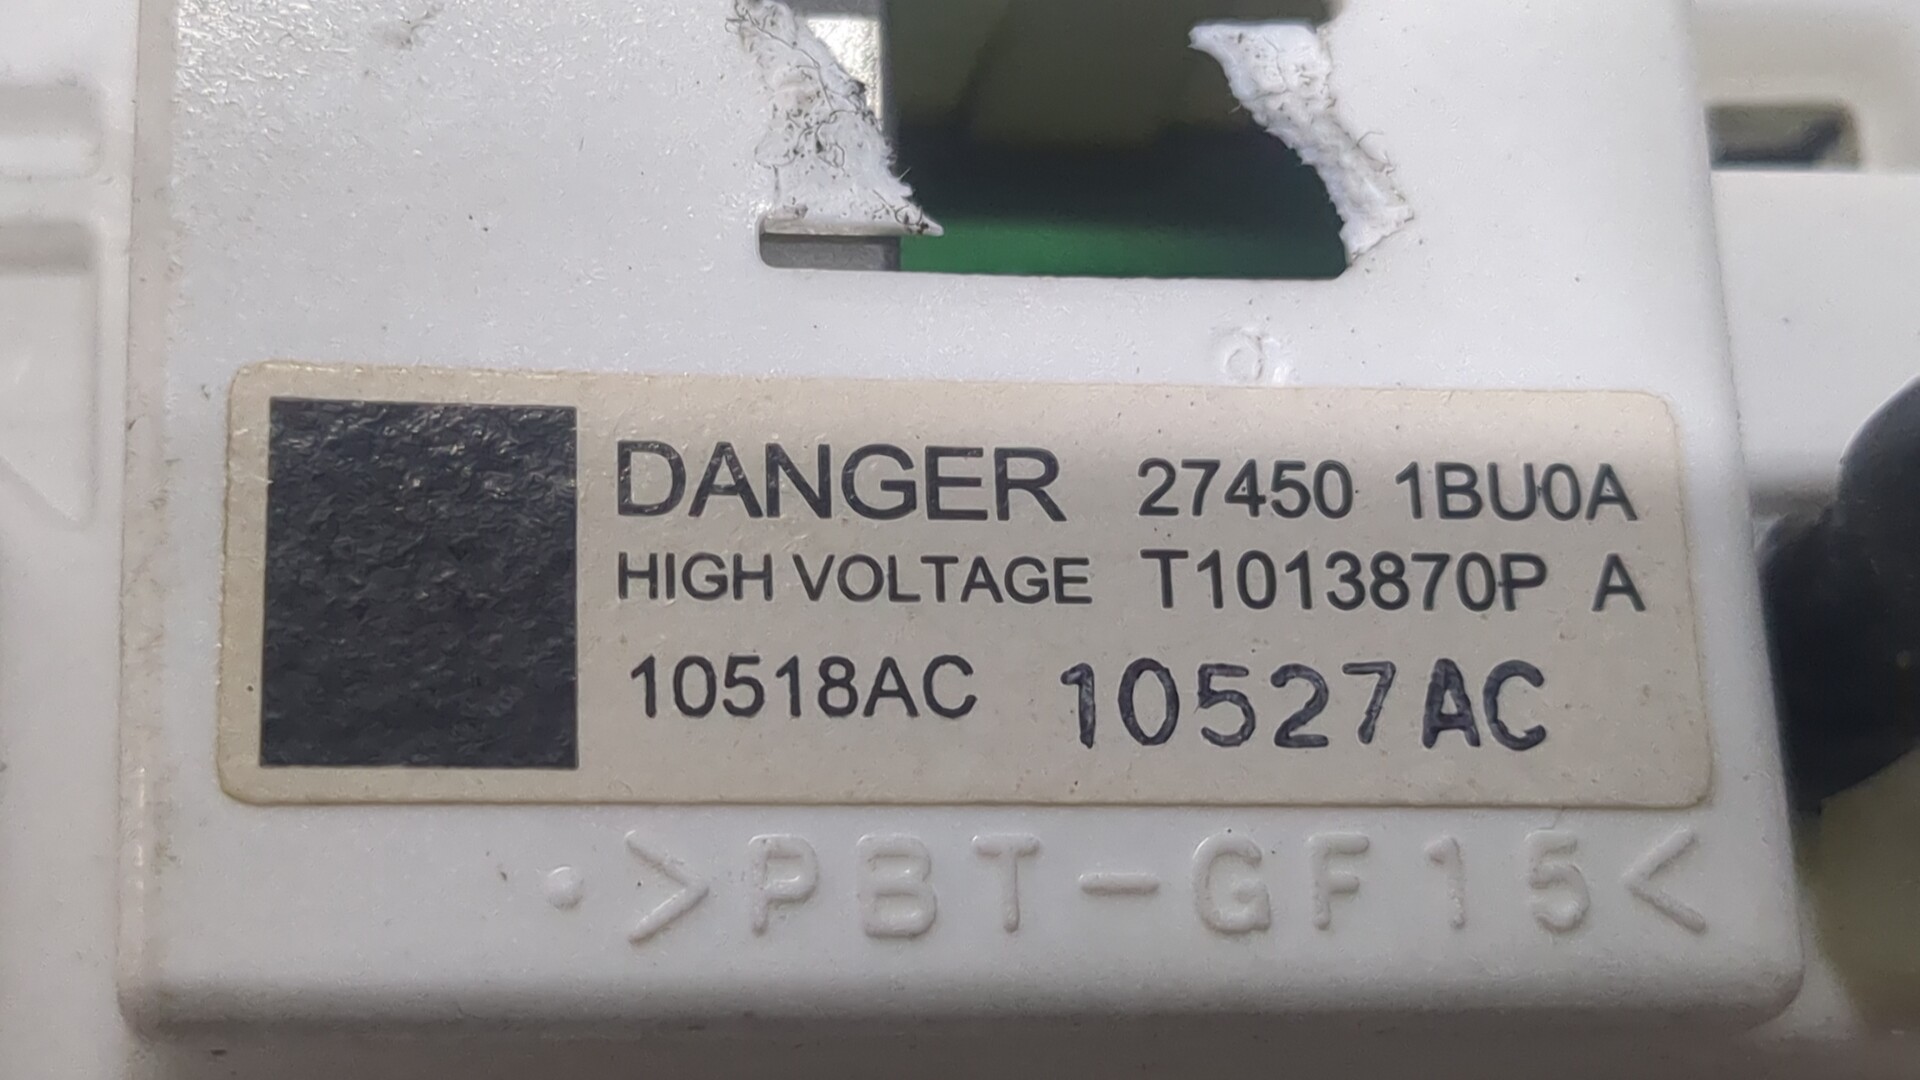 DANGER 27450 1BU0A
HIGH VOLTAGE T1013870P A
10518AC 10527AC
>PBT-GF15<